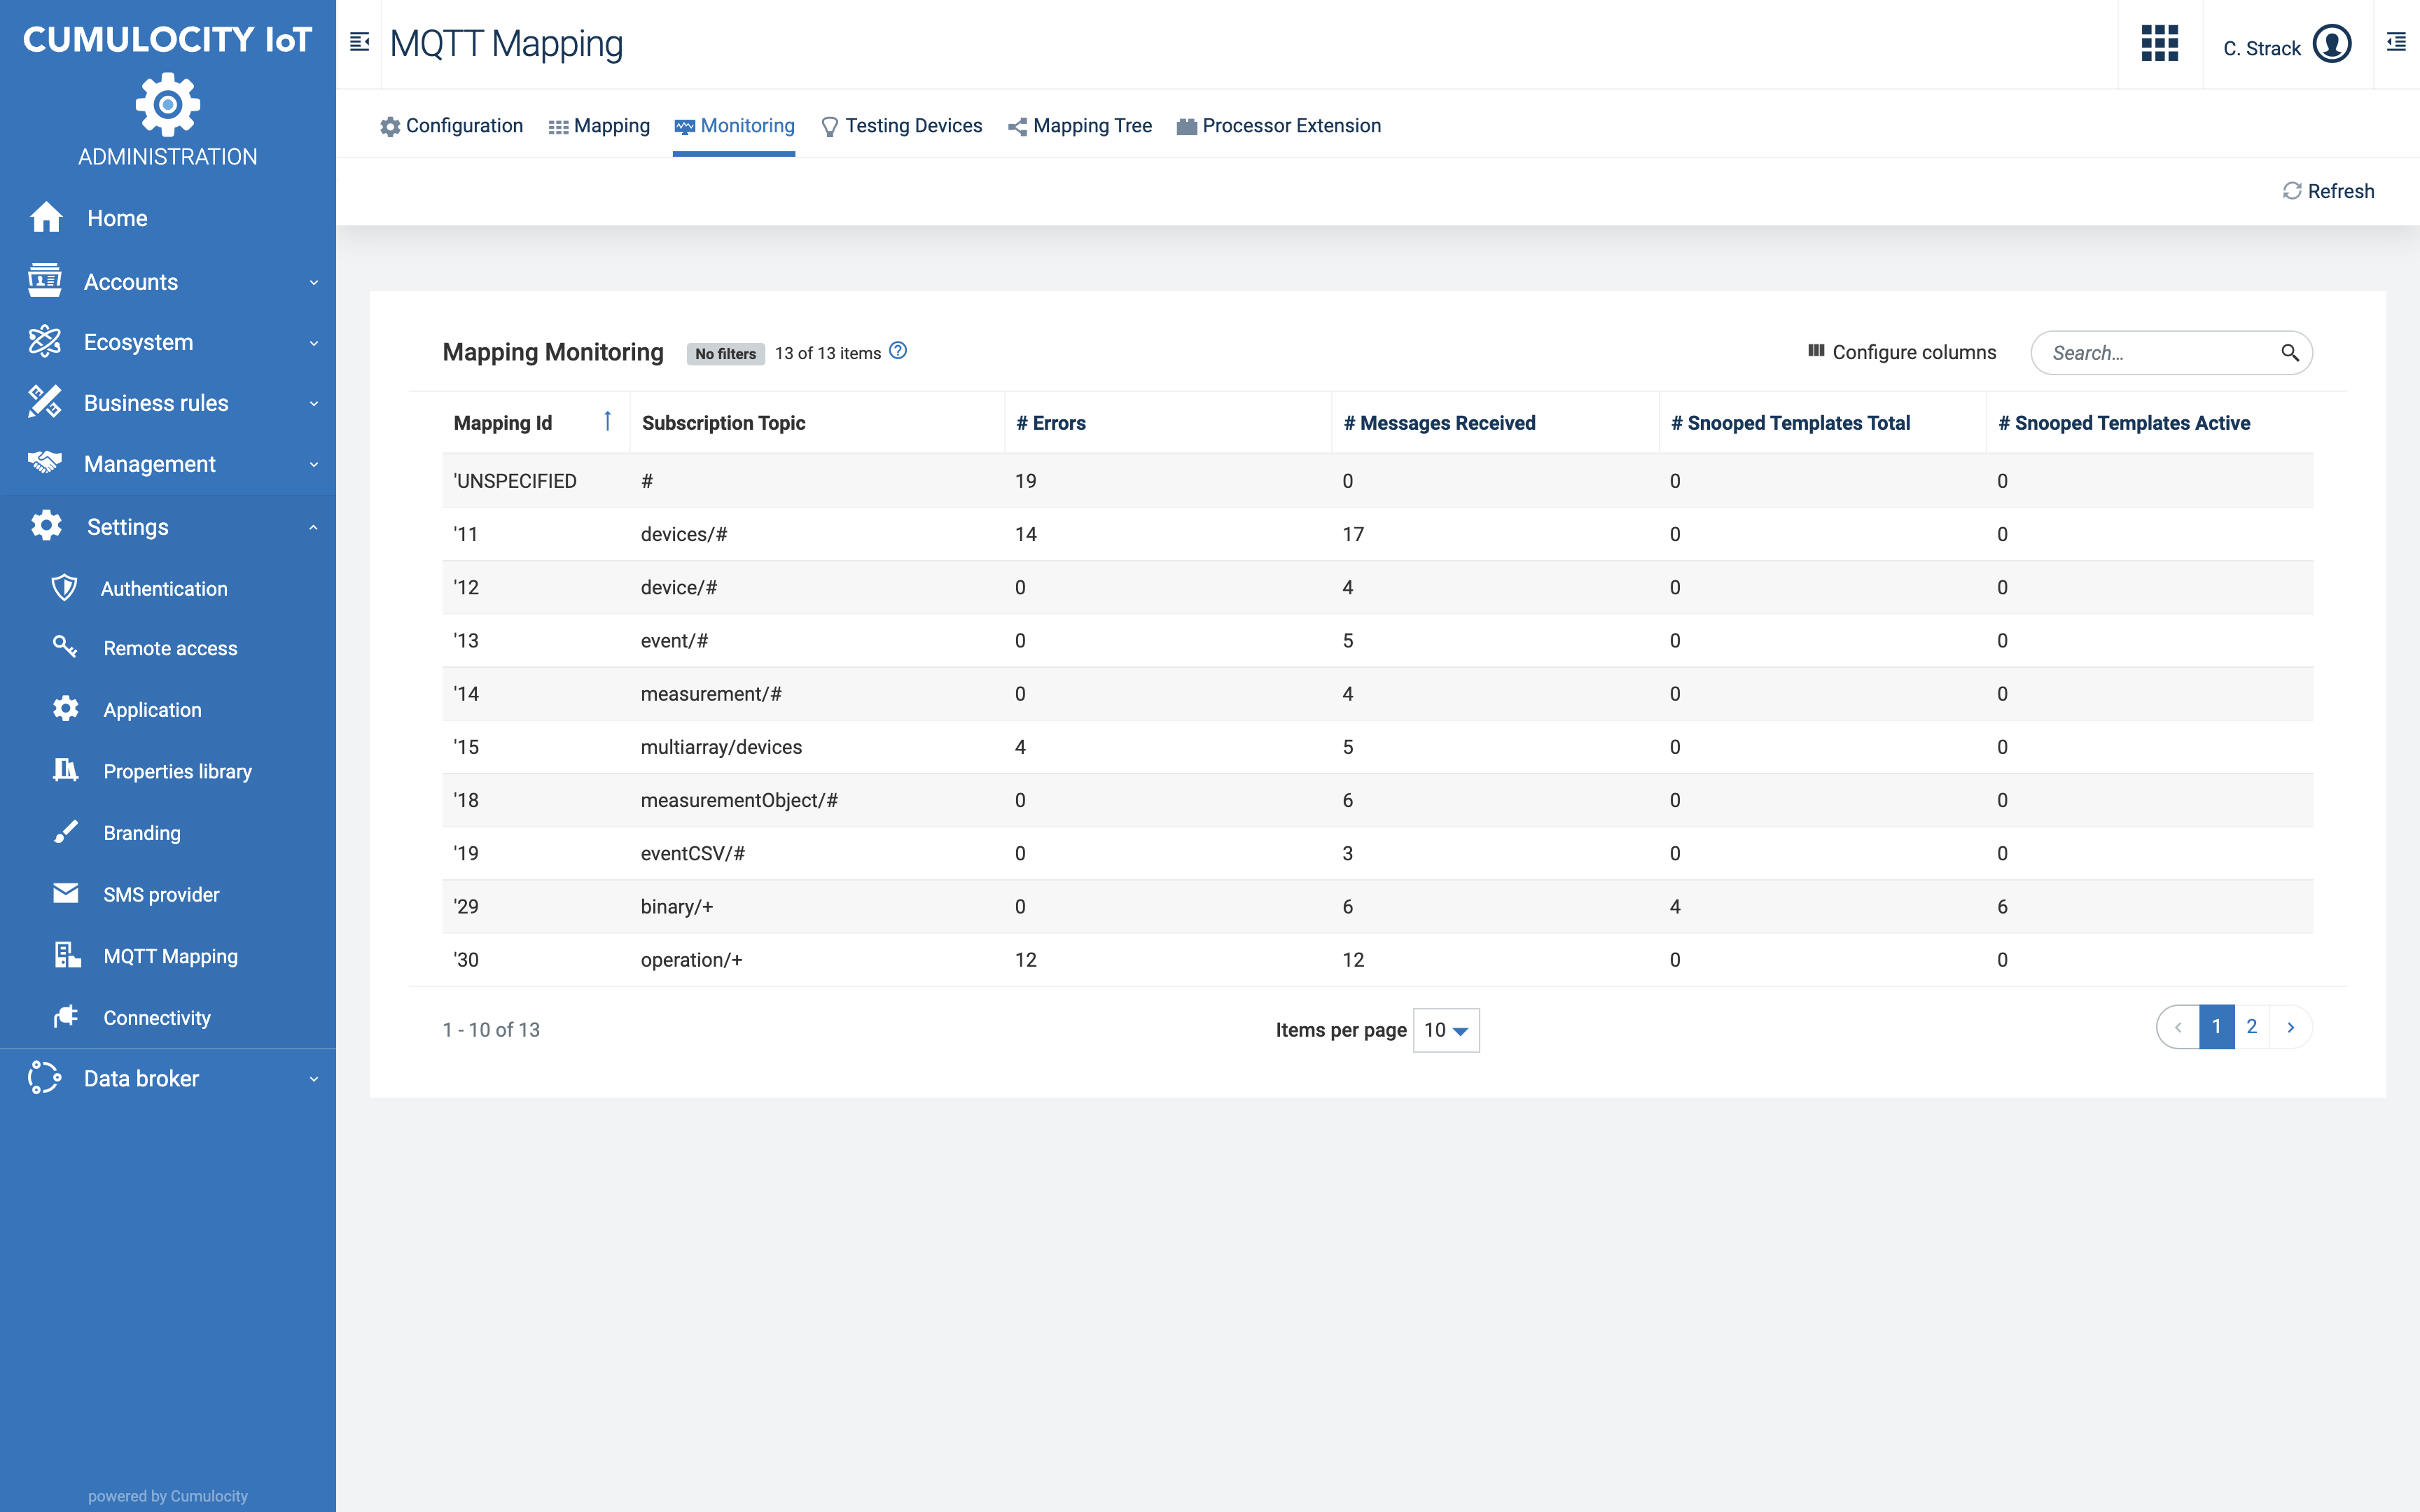 CUMULOCITY IoT
ADMINISTRATION
Home
Accounts
Ecosystem
Business rules
Management
Settings
Authentication
Remote access
Application
Properties library
Branding
SMS provider
MQTT Mapping
Connectivity
Data broker
powered by Cumulocity
MQTT Mapping
C. Strack
Configuration Mapping Monitoring Testing Devices Mapping Tree Processor Extension
Refresh
Mapping Monitoring No filters 13 of 13 items Configure columns Search...
Mapping Id Subscription Topic # Errors # Messages Received # Snooped Templates Total # Snooped Templates Active
'UNSPECIFIED # 19 0 0 0
'11 devices/# 14 17 0 0
'12 device/# 0 4 0 0
'13 event/# 0 5 0 0
'14 measurement/# 0 4 0 0
'15 multiarray/devices 4 5 0 0
'18 measurementObject/# 0 6 0 0
'19 eventCSV/# 0 3 0 0
'29 binary/+ 0 6 4 6
'30 operation/+ 12 12 0 0
1 - 10 of 13 Items per page 10 1 2